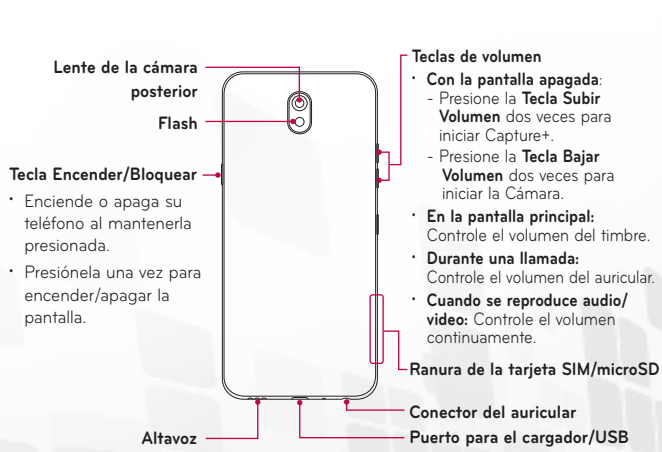 Lente de la cámara
posterior
Flash
Tecla Encender/Bloquear
• Enciende o apaga su
teléfono al mantenerla
presionada.
• Presiónela una vez para
encender/apagar la
pantalla.
Altavoz
Teclas de volumen
• Con la pantalla apagada:
- Presione la Tecla Subir
Volumen dos veces para
iniciar Capture+.
- Presione la Tecla Bajar
Volumen dos veces para
iniciar la Cámara.
• En la pantalla principal:
Controle el volumen del timbre.
• Durante una llamada:
Controle el volumen del auricular.
• Cuando se reproduce audio/
video: Controle el volumen
continuamente.
Ranura de la tarjeta SIM/microSD
Conector del auricular
Puerto para el cargador/USB